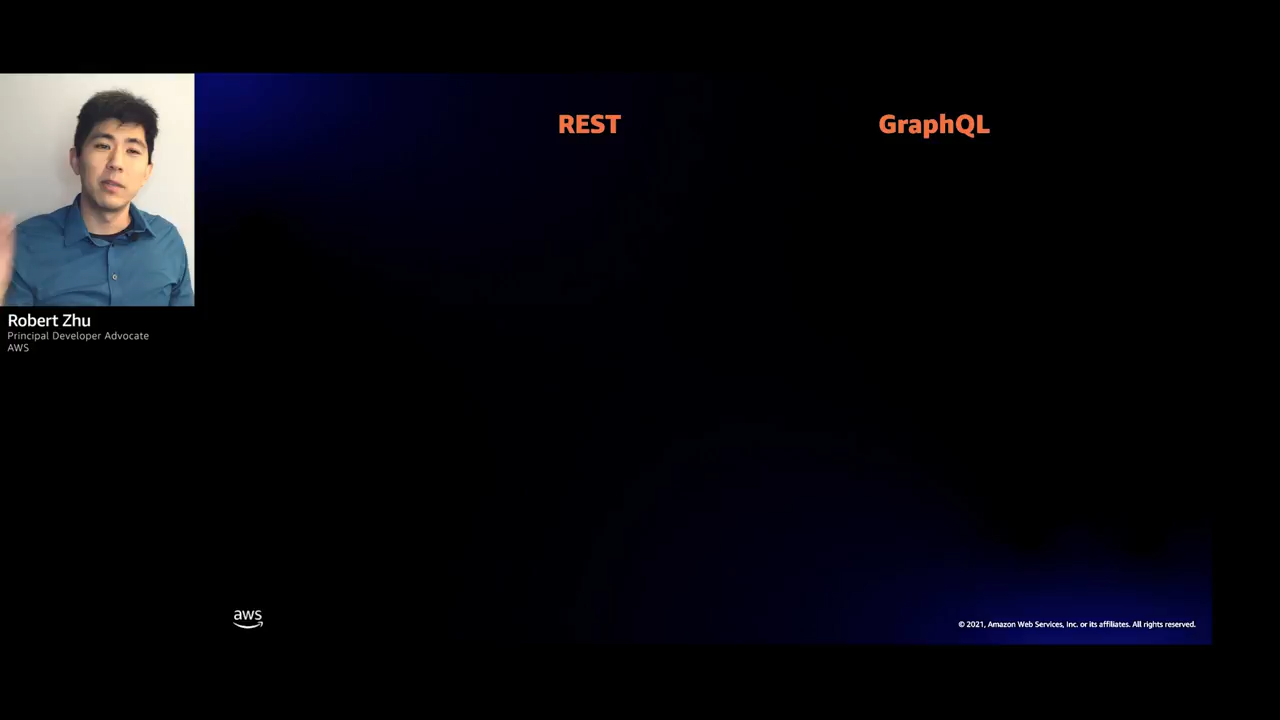 REST
GraphQL
Robert Zhu
Principal Developer Advocate
AWS
aws
© 2021, Amazon Web Services, Inc. or its affiliates. All rights reserved.